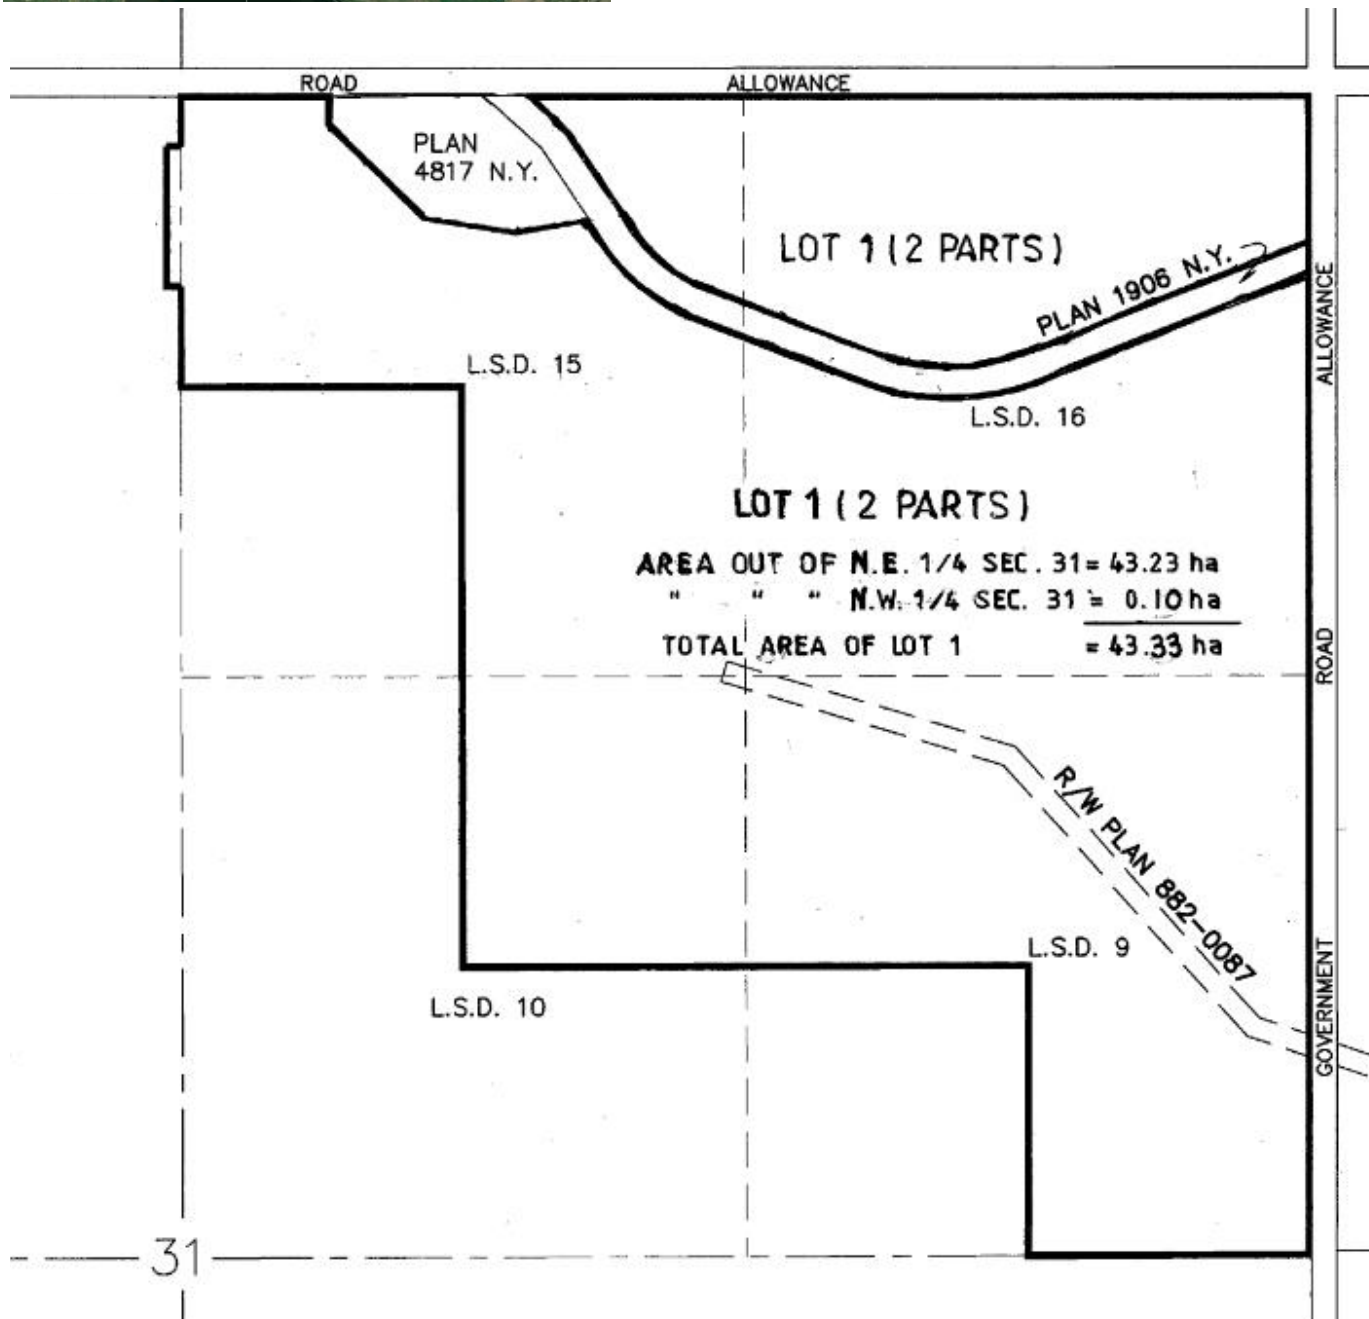 ROAD ALLOWANCE
PLAN
4817 N.Y.
LOT 1 (2 PARTS)
PLAN 1906 N.Y.
ALLOWANCE
L.S.D. 15
L.S.D. 16
LOT 1 (2 PARTS)
AREA OUT OF N.E. 1/4 SEC. 31 = 43.23 ha
" " " N.W. 1/4 SEC. 31 = 0.10 ha
TOTAL AREA OF LOT 1 = 43.33 ha
ROAD
R/W PLAN 882-0087
L.S.D. 9
L.S.D. 10
GOVERNMENT
31